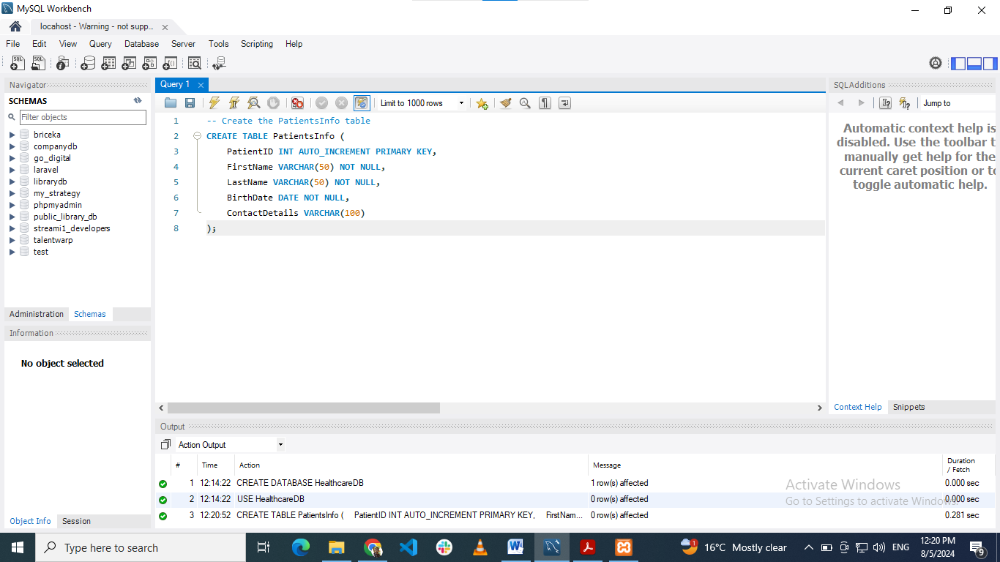 MySQL Workbench
locahost - Warning - not supp...
File Edit View Query Database Server Tools Scripting Help
Navigator
SCHEMAS
Filter objects
briceka
companydb
go_digital
laravel
librarydb
my_strategy
phpmyadmin
public_library_db
streami1_developers
talentwarp
test
Administration Schemas
Information
No object selected
Object Info Session
Query 1
Limit to 1000 rows
1 -- Create the PatientsInfo table
2 CREATE TABLE PatientsInfo (
3 PatientID INT AUTO_INCREMENT PRIMARY KEY,
4 FirstName VARCHAR(50) NOT NULL,
5 LastName VARCHAR(50) NOT NULL,
6 BirthDate DATE NOT NULL,
7 ContactDetails VARCHAR(100)
8 );
SQLAdditions
Jump to
Automatic context help is
disabled. Use the toolbar t
manually get help for the
current caret position or to
toggle automatic help.
Context Help Snippets
Output
Action Output
# Time Action Message Duration / Fetch
1 12:14:22 CREATE DATABASE HealthcareDB 1 row(s) affected 0.000 sec
2 12:14:22 USE HealthcareDB 0 row(s) affected 0.000 sec
3 12:20:52 CREATE TABLE PatientsInfo ( PatientID INT AUTO_INCREMENT PRIMARY KEY, FirstNam... 0 row(s) affected 0.281 sec
Activate Windows
Go to Settings to activate Windows.
Type here to search
16°C Mostly clear
ENG
12:20 PM
8/5/2024
9